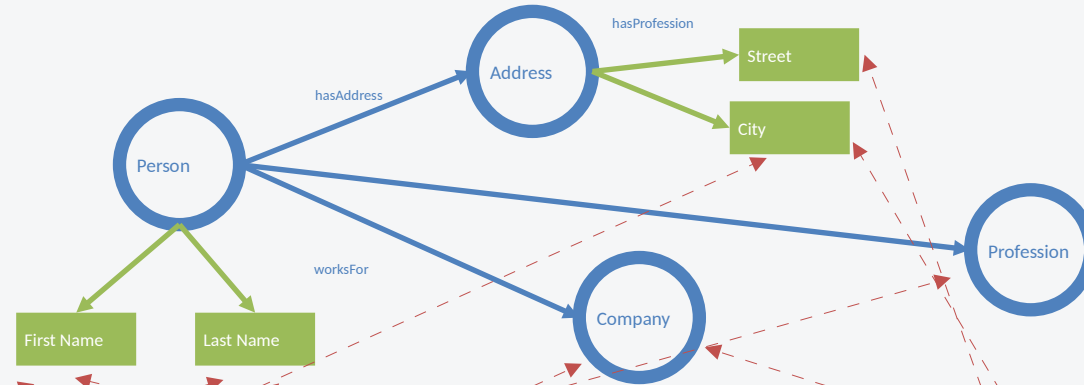 hasProfession
Street
Address
hasAddress
City
Person
Profession
worksFor
Company
First Name
Last Name